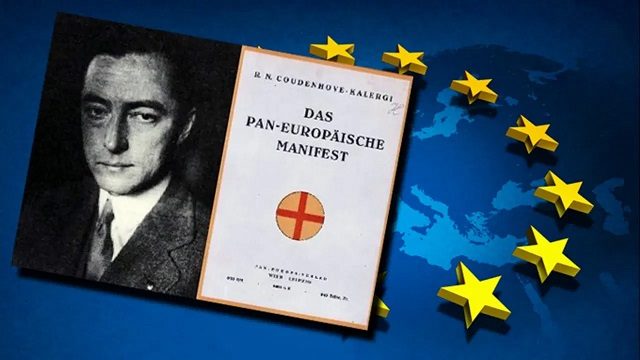 R. N. COUDENHOVE-KALERGI
DAS
PAN-EUROPÄISCHE
MANIFEST
PAN-EUROPA-VERLAG
WIEN LEIPZIG